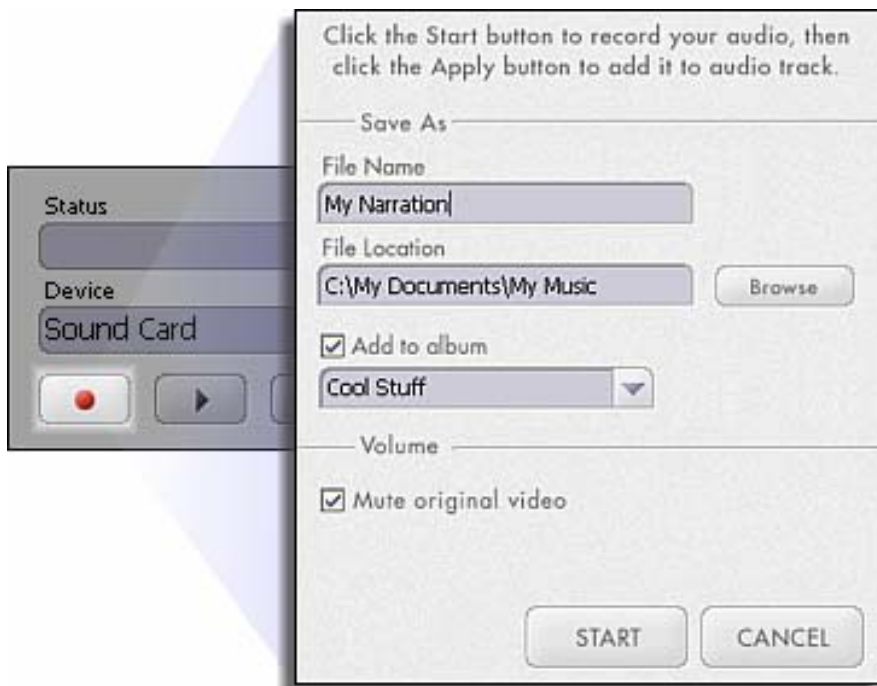 Click the Start button to record your audio, then
click the Apply button to add it to audio track.
Save As
File Name
My Narration
File Location
C:\My Documents\My Music
Browse
Add to album
Cool Stuff
Volume
Mute original video
START
CANCEL
Status
Device
Sound Card